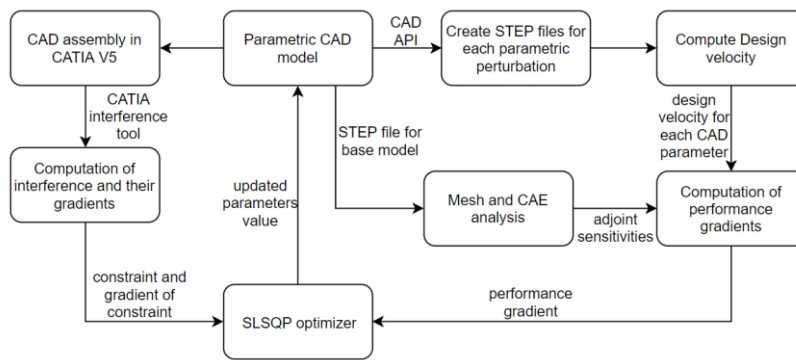 CAD assembly in
CATIA V5
Parametric CAD
model
CAD
API
Create STEP files for
each parametric
perturbation
Compute Design
velocity
CATIA
interference
tool
STEP file for
base model
design
velocity for
each CAD
parameter
Computation of
interference and their
gradients
updated
parameters
value
Mesh and CAE
analysis
adjoint
sensitivities
Computation of
performance
gradients
constraint and
gradient of
constraint
SLSQP optimizer
performance
gradient